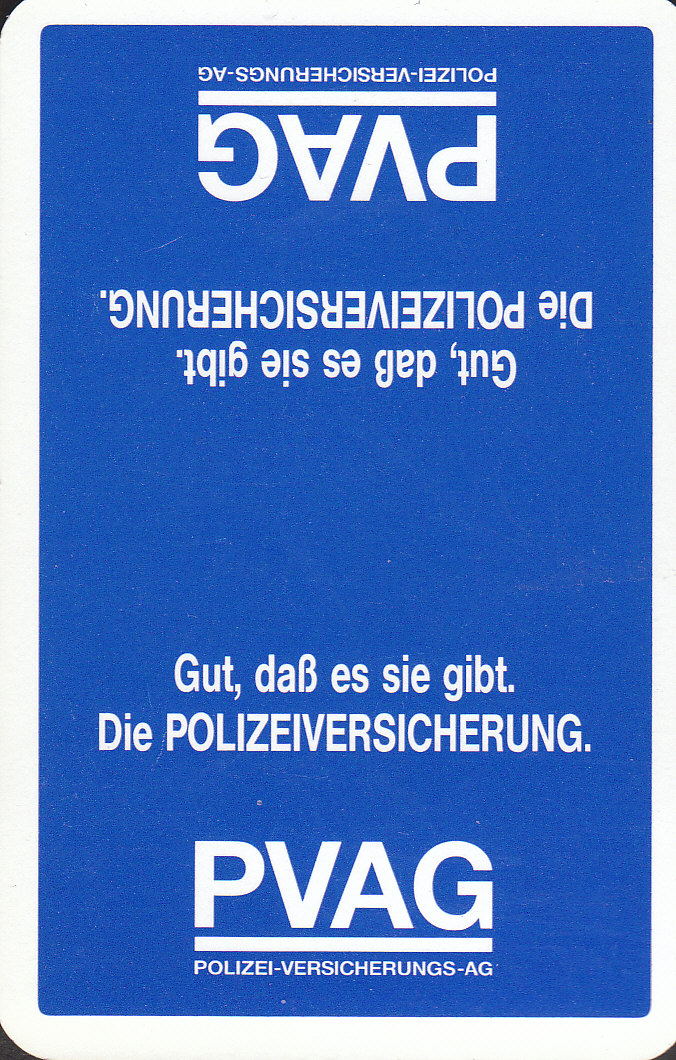 POLIZEI-VERSICHERUNGS-AG
PVAG
Die POLIZEIVERSICHERUNG.
Gut, daß es sie gibt.
Gut, daß es sie gibt.
Die POLIZEIVERSICHERUNG.
PVAG
POLIZEI-VERSICHERUNGS-AG